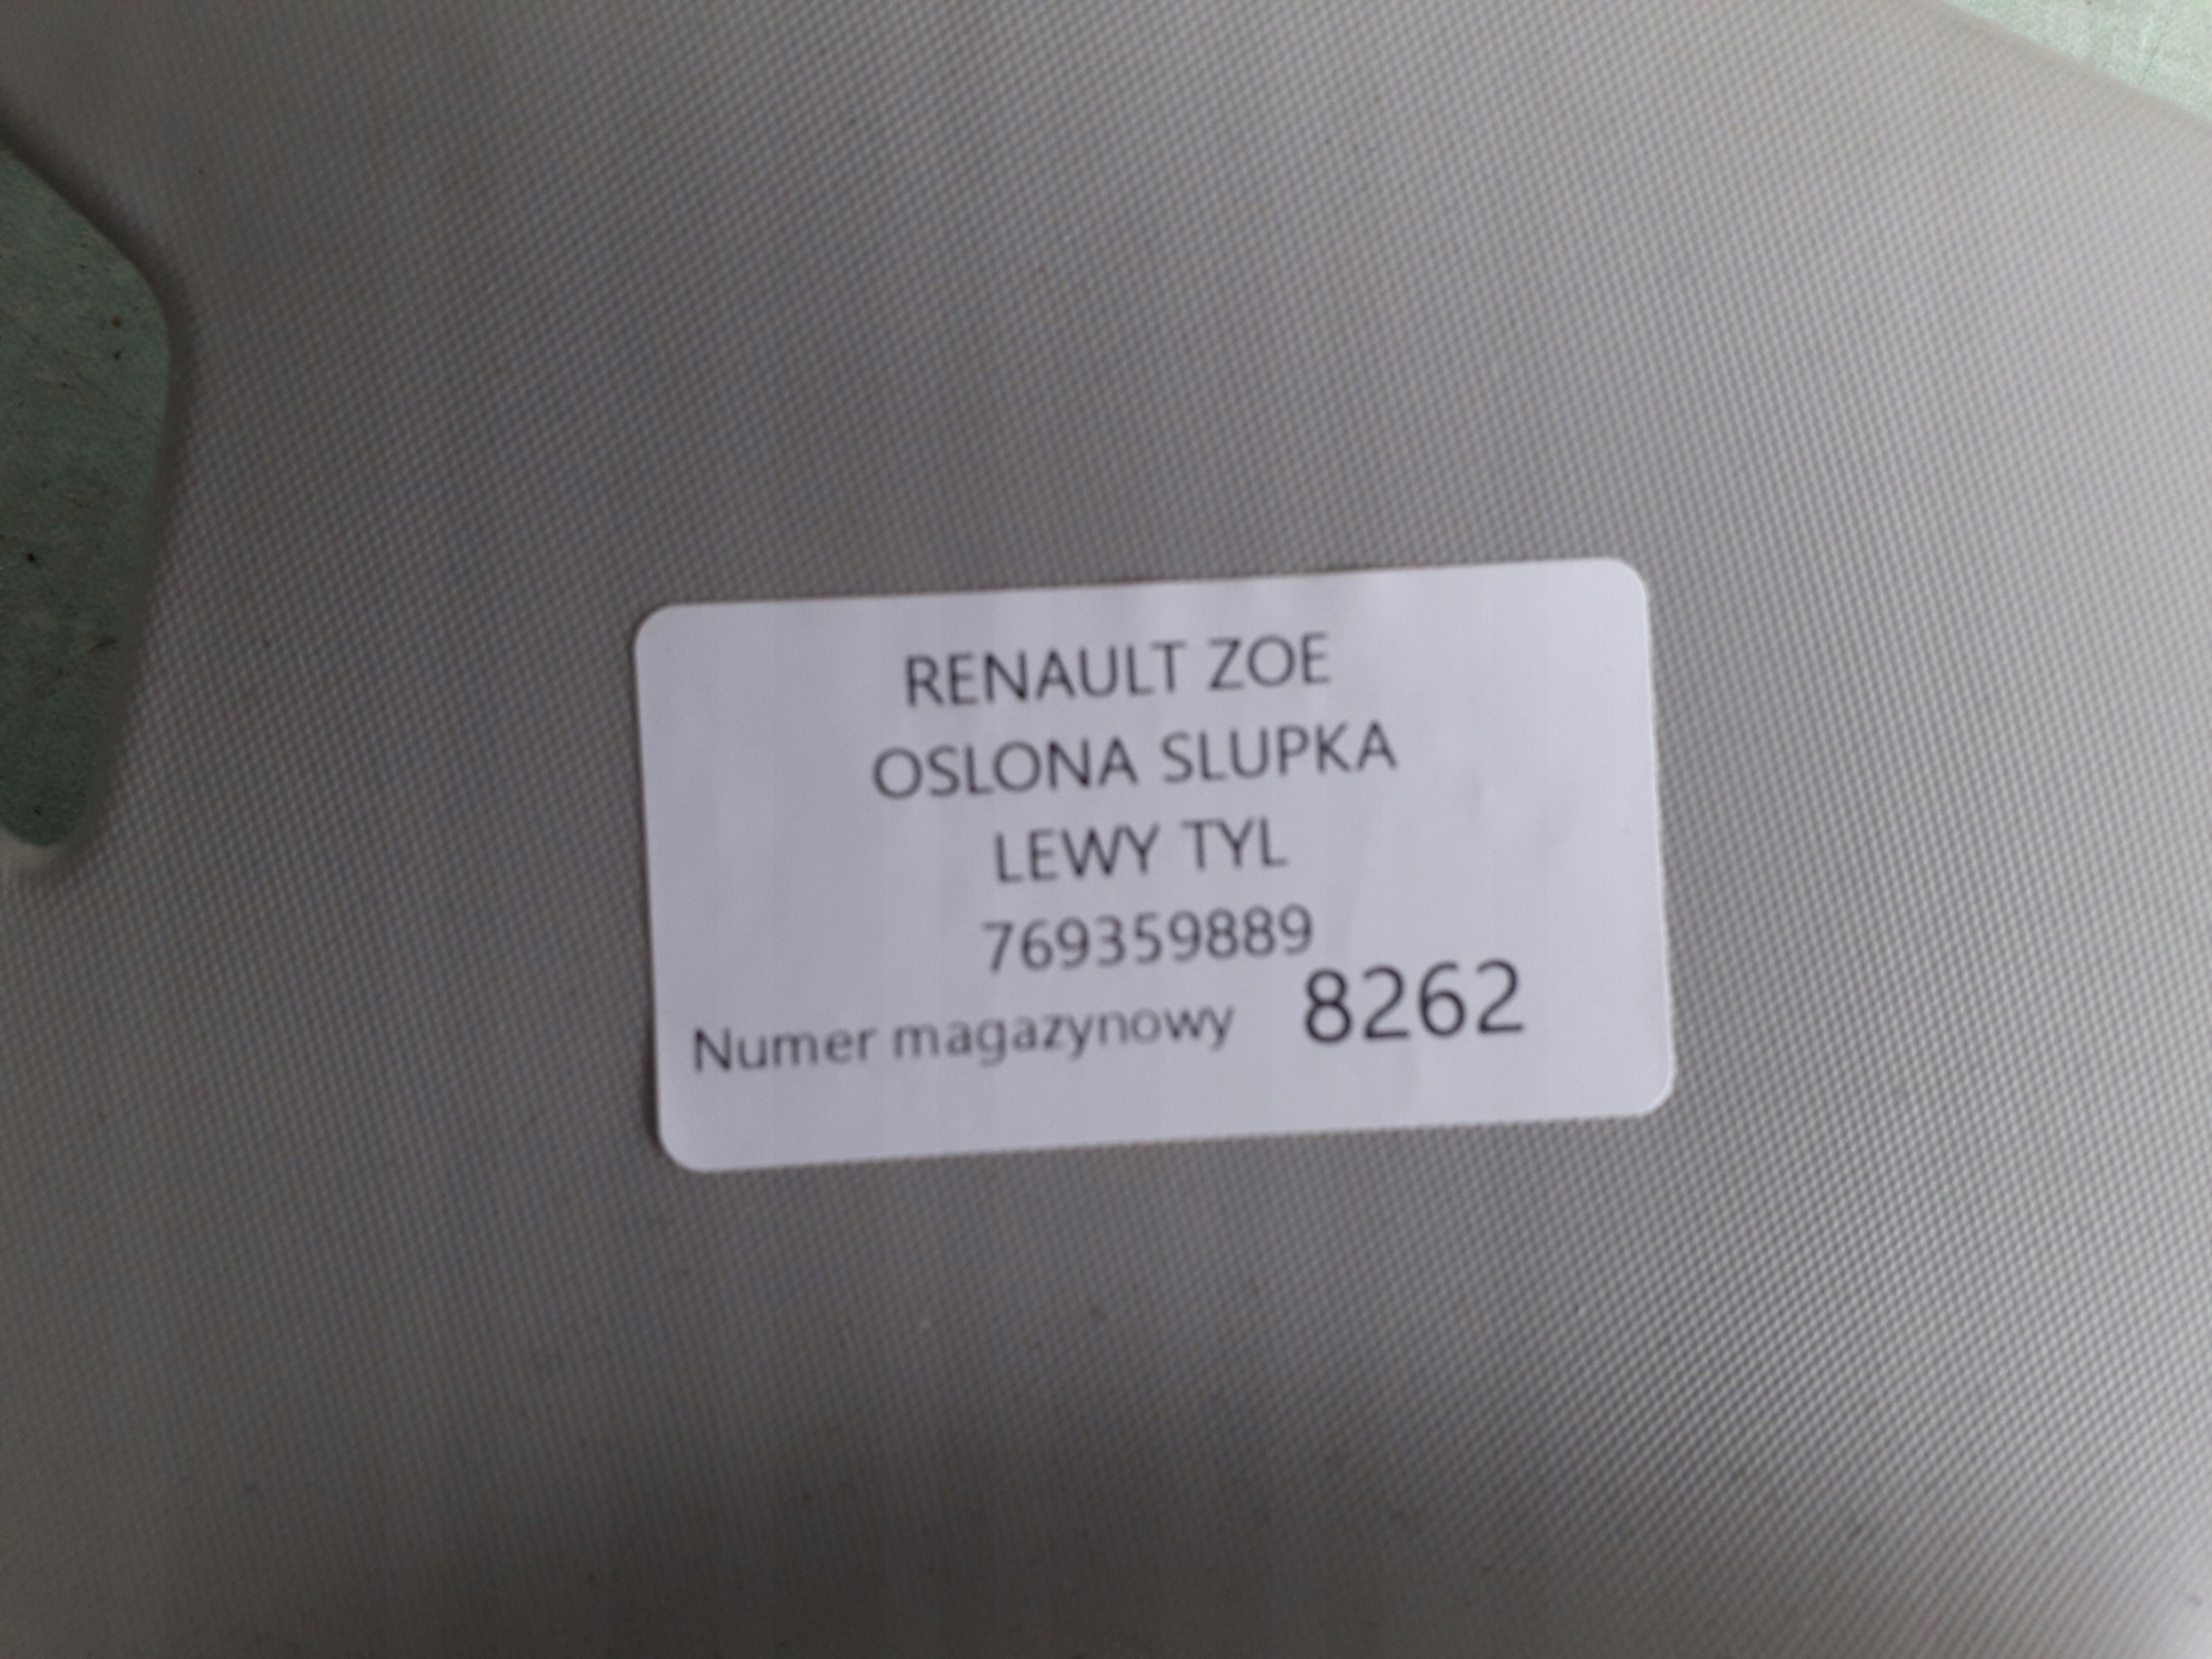 RENAULT ZOE
OSLONA SLUPKA
LEWY TYL
769359889
Numer magazynowy 8262